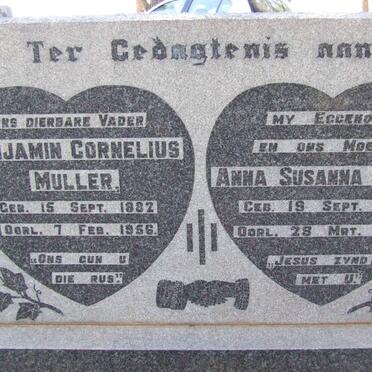 Ter Gedagtenis aan
ns dierbare Vader
njamin Cornelius
Muller.
Geb. 15 Sept. 1882
Oorl. 7 Feb. 1956.
„Ons gun u
die rus".
My Eggeno
en ons Moe
Anna Susanna
Geb. 19 Sept.
Oorl. 28 Mrt.
„Jesus zynd
met u."